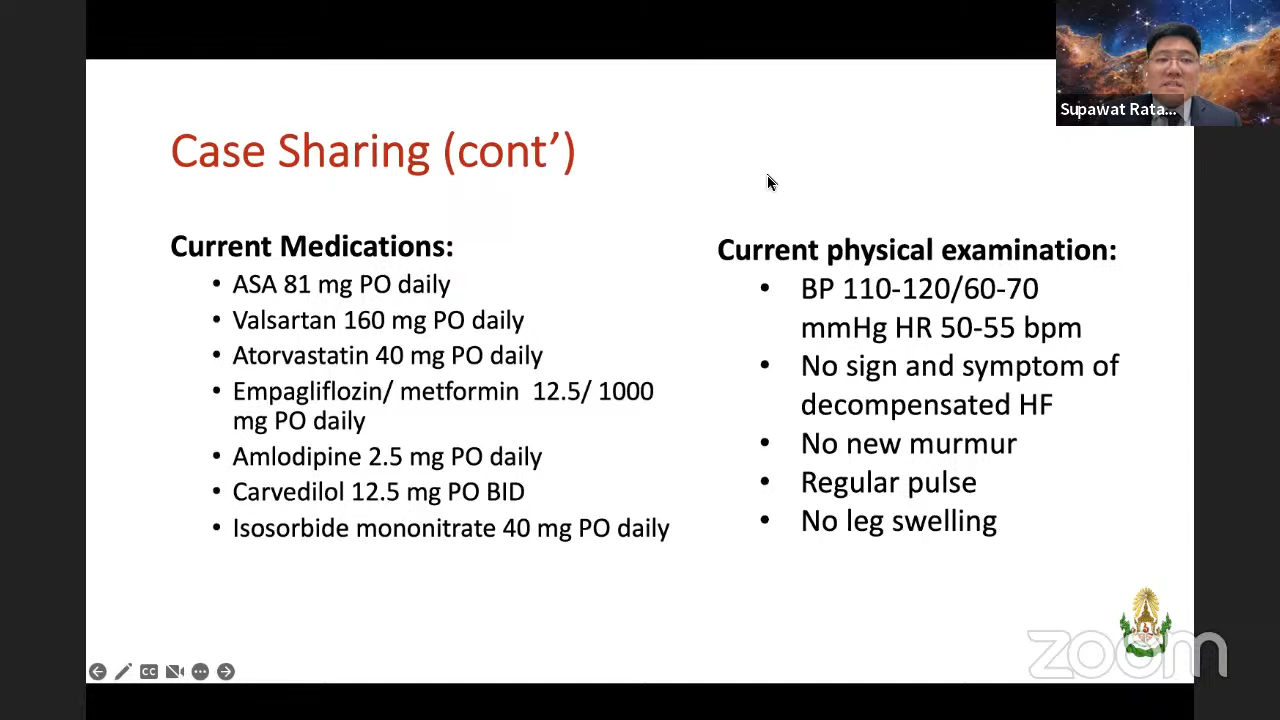 Supawat Rata...
Case Sharing (cont’)
Current Medications:
• ASA 81 mg PO daily
• Valsartan 160 mg PO daily
• Atorvastatin 40 mg PO daily
• Empagliflozin/ metformin 12.5/ 1000
mg PO daily
• Amlodipine 2.5 mg PO daily
• Carvedilol 12.5 mg PO BID
• Isosorbide mononitrate 40 mg PO daily
Current physical examination:
• BP 110-120/60-70
mmHg HR 50-55 bpm
• No sign and symptom of
decompensated HF
• No new murmur
• Regular pulse
• No leg swelling
CC
zoom